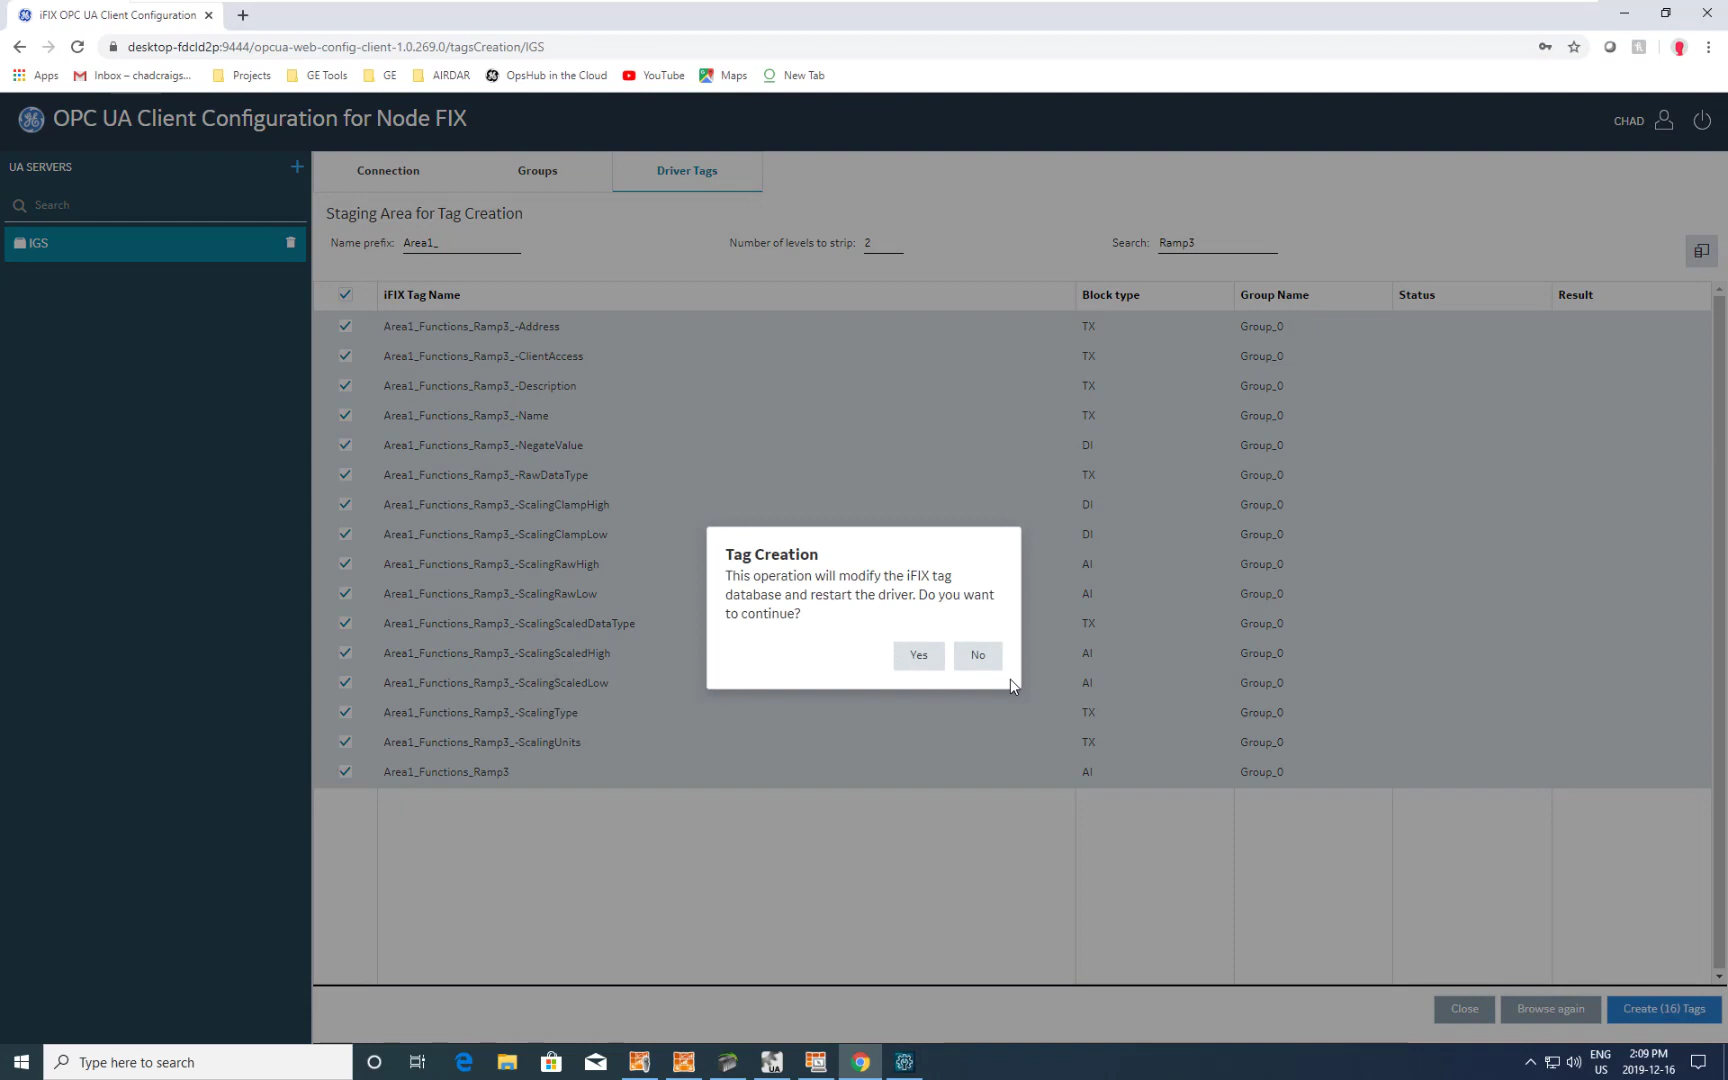 iFIX OPC UA Client Configuration
desktop-fdcld2p:9444/opcua-web-config-client-1.0.269.0/tagsCreation/IGS
Apps Inbox – chadcraigs... Projects GE Tools GE AIRDAR OpsHub in the Cloud YouTube Maps New Tab
OPC UA Client Configuration for Node FIX
CHAD
UA SERVERS
Search
IGS
Connection Groups Driver Tags
Staging Area for Tag Creation
Name prefix: Area1_ Number of levels to strip: 2 Search: Ramp3
iFIX Tag Name Block type Group Name Status Result
Area1_Functions_Ramp3_-Address TX Group_0
Area1_Functions_Ramp3_-ClientAccess TX Group_0
Area1_Functions_Ramp3_-Description TX Group_0
Area1_Functions_Ramp3_-Name TX Group_0
Area1_Functions_Ramp3_-NegateValue DI Group_0
Area1_Functions_Ramp3_-RawDataType TX Group_0
Area1_Functions_Ramp3_-ScalingClampHigh DI Group_0
Area1_Functions_Ramp3_-ScalingClampLow DI Group_0
Area1_Functions_Ramp3_-ScalingRawHigh AI Group_0
Area1_Functions_Ramp3_-ScalingRawLow AI Group_0
Area1_Functions_Ramp3_-ScalingScaledDataType TX Group_0
Area1_Functions_Ramp3_-ScalingScaledHigh AI Group_0
Area1_Functions_Ramp3_-ScalingScaledLow AI Group_0
Area1_Functions_Ramp3_-ScalingType TX Group_0
Area1_Functions_Ramp3_-ScalingUnits TX Group_0
Area1_Functions_Ramp3 AI Group_0
Tag Creation
This operation will modify the iFIX tag
database and restart the driver. Do you want
to continue?
Yes No
Close Browse again Create (16) Tags
Type here to search
UA
ENG
US
2:09 PM
2019-12-16